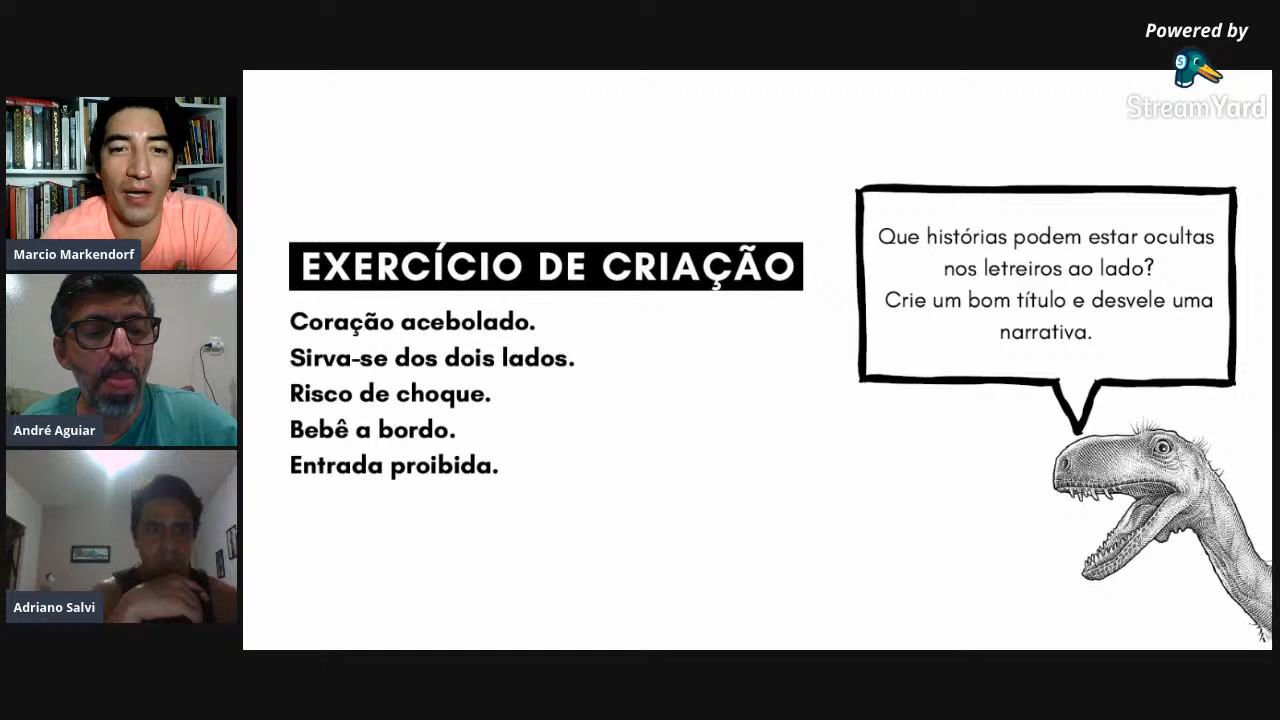 Powered by
StreamYard
Marcio Markendorf
André Aguiar
Adriano Salvi
EXERCÍCIO DE CRIAÇÃO
Coração acebolado.
Sirva-se dos dois lados.
Risco de choque.
Bebê a bordo.
Entrada proibida.
Que histórias podem estar ocultas
nos letreiros ao lado?
Crie um bom título e desvele uma
narrativa.